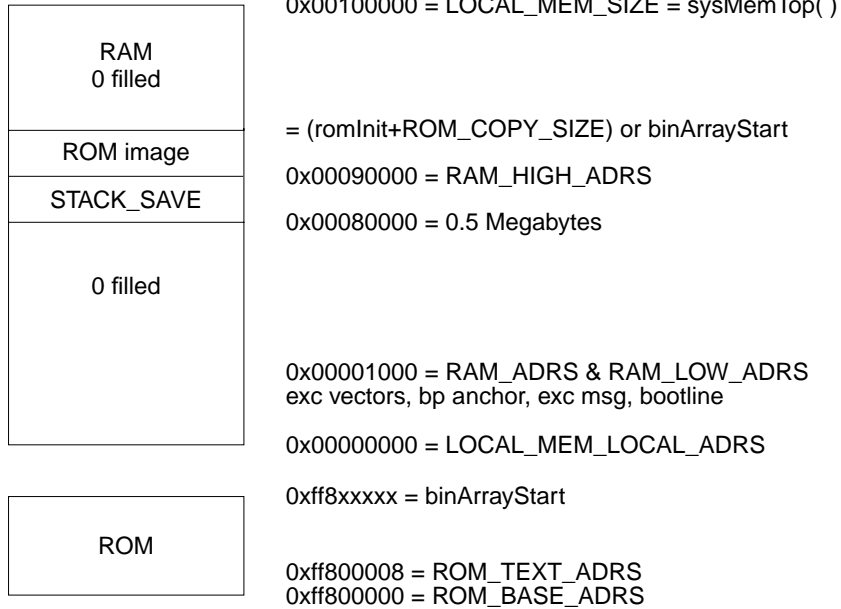 0x00100000 = LOCAL_MEM_SIZE = sysMemTop( )
RAM
0 filled
= (romInit+ROM_COPY_SIZE) or binArrayStart
ROM image
0x00090000 = RAM_HIGH_ADRS
STACK_SAVE
0x00080000 = 0.5 Megabytes
0 filled
0x00001000 = RAM_ADRS & RAM_LOW_ADRS
exc vectors, bp anchor, exc msg, bootline
0x00000000 = LOCAL_MEM_LOCAL_ADRS
0xff8xxxxx = binArrayStart
ROM
0xff800008 = ROM_TEXT_ADRS
0xff800000 = ROM_BASE_ADRS